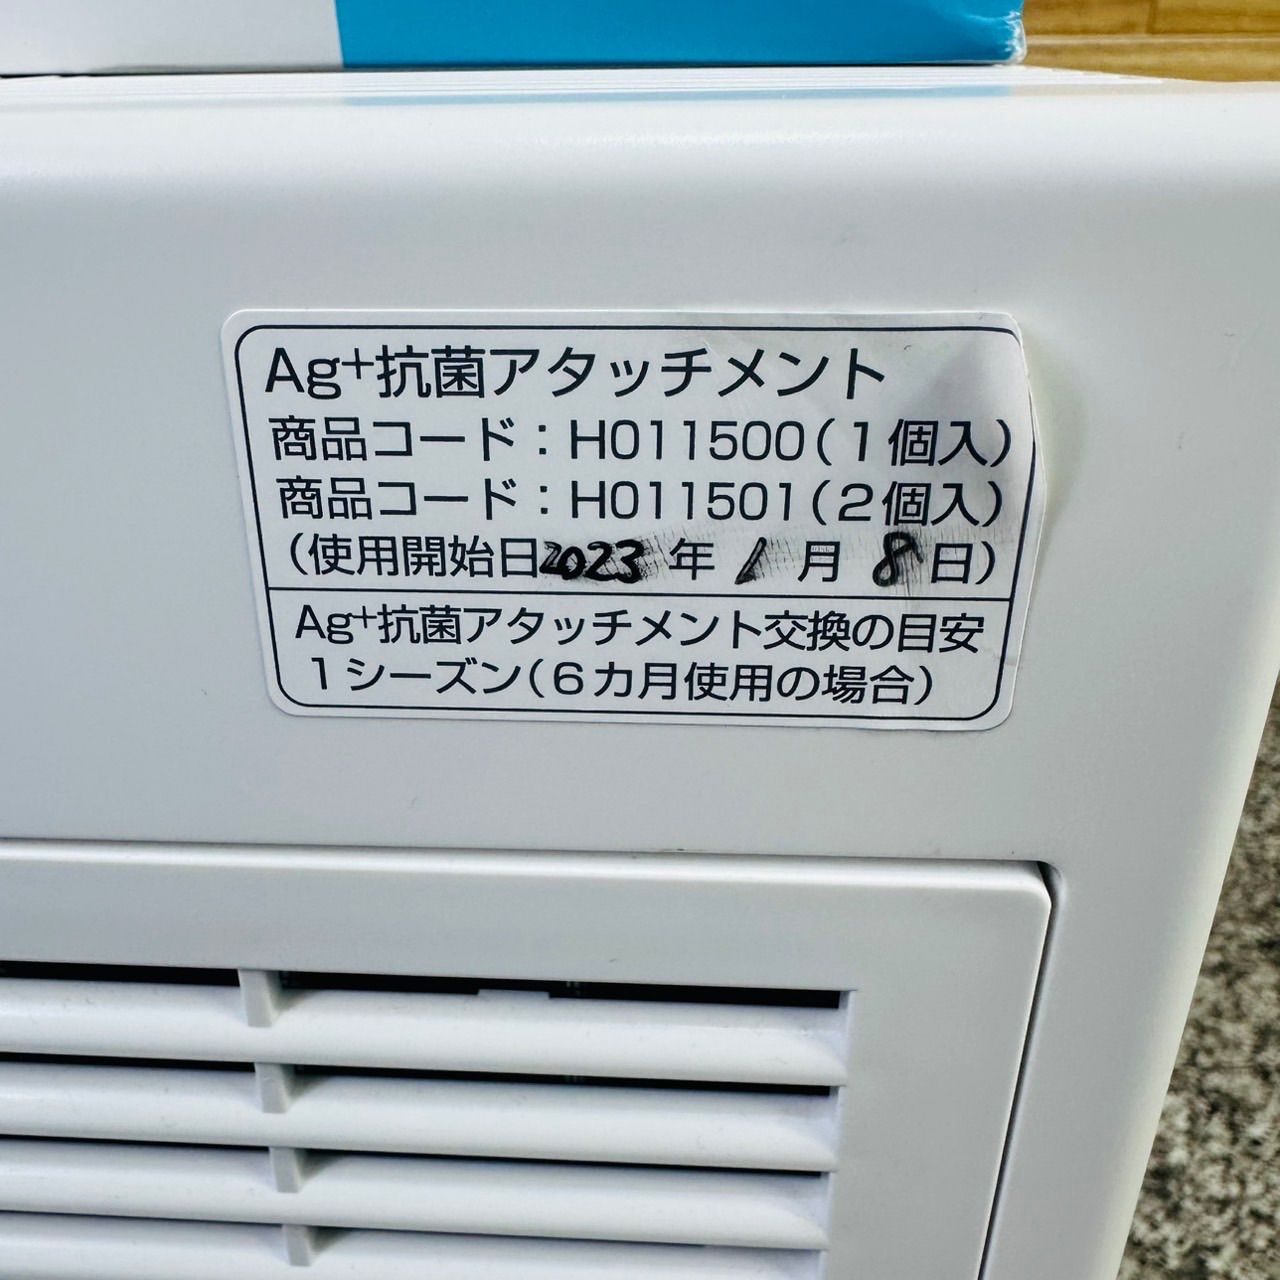 Ag⁺抗菌アタッチメント
商品コード：H011500(1個入)
商品コード：H011501(2個入)
(使用開始日2023年1月8日)
Ag⁺抗菌アタッチメント交換の目安
1シーズン(6カ月使用の場合)